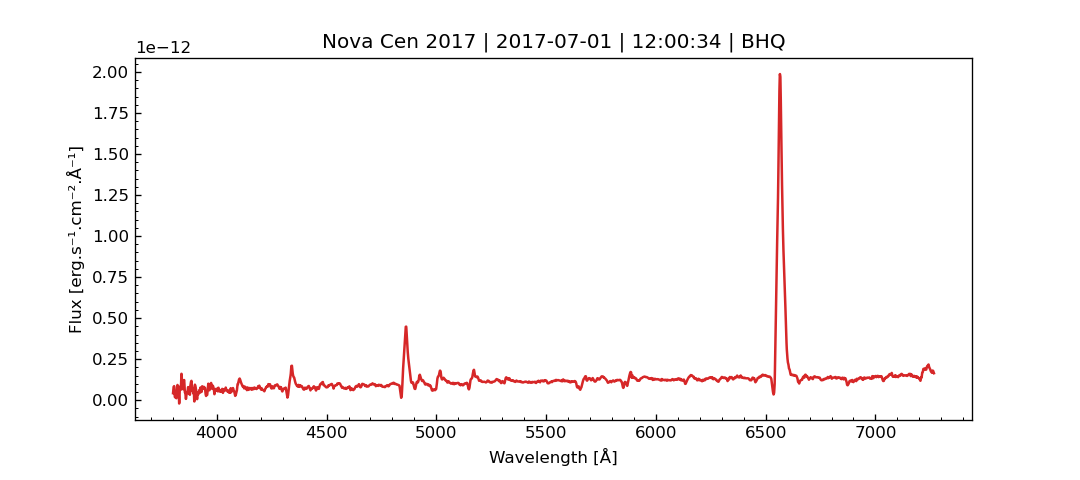 Nova Cen 2017 | 2017-07-01 | 12:00:34 | BHQ
1e−12
2.00
1.75
1.50
1.25
1.00
0.75
0.50
0.25
0.00
Flux [erg.s⁻¹.cm⁻².Å⁻¹]
4000 4500 5000 5500 6000 6500 7000
Wavelength [Å]